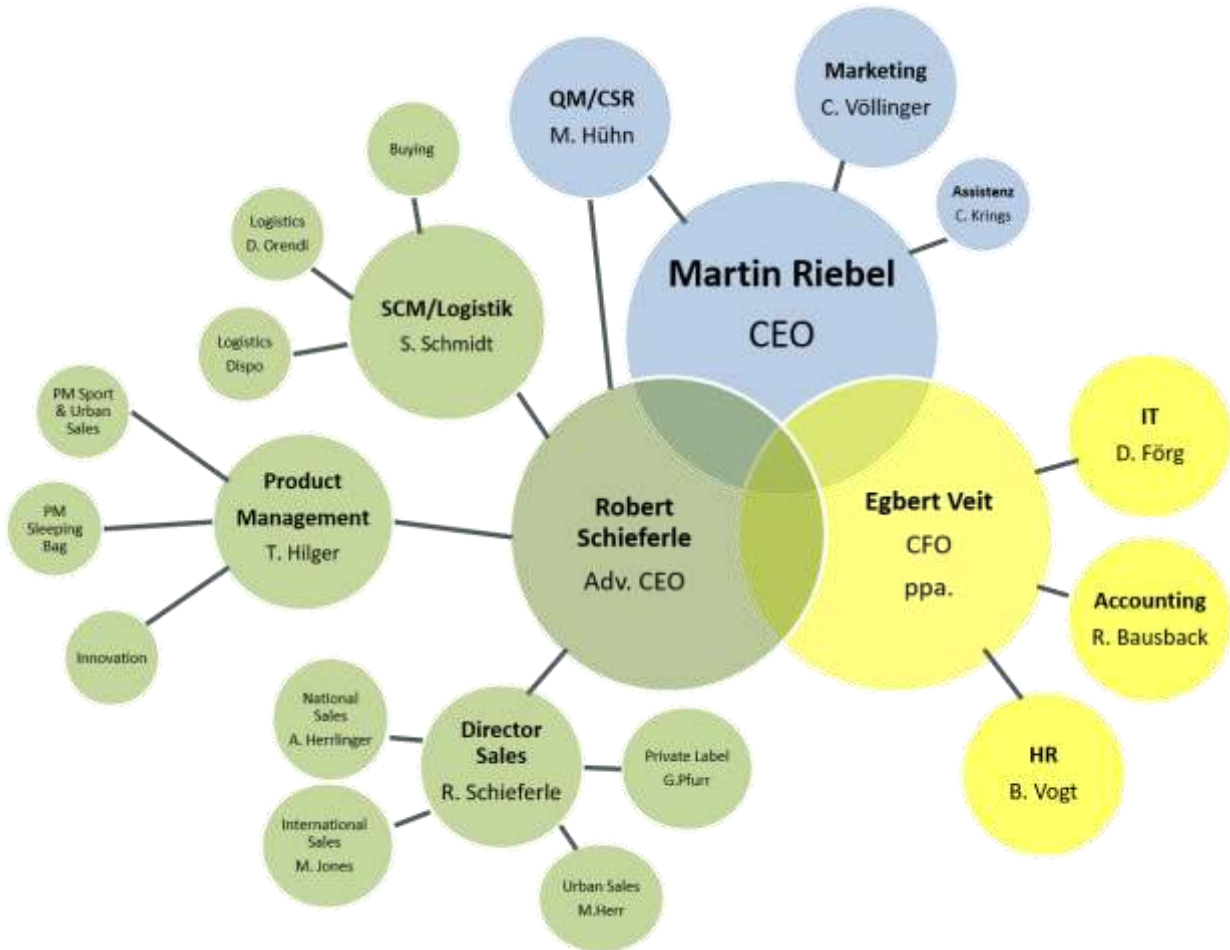 Marketing
C. Völlinger
QM/CSR
M. Hühn
Assistenz
C. Krings
Martin Riebel
CEO
Buying
Logistics
D. Orendi
SCM/Logistik
S. Schmidt
Logistics
Dispo
PM Sport
& Urban
Sales
Product
Management
T. Hilger
PM
Sleeping
Bag
Innovation
Robert
Schieferle
Adv. CEO
Egbert Veit
CFO
ppa.
IT
D. Förg
Accounting
R. Bausback
HR
B. Vogt
National
Sales
A. Herrlinger
Director
Sales
R. Schieferle
Private Label
G.Pfurr
International
Sales
M. Jones
Urban Sales
M.Herr